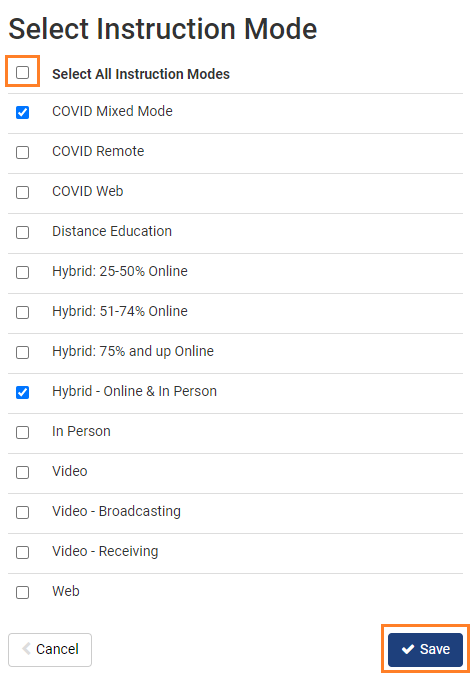 Select Instruction Mode
Select All Instruction Modes
COVID Mixed Mode
COVID Remote
COVID Web
Distance Education
Hybrid: 25-50% Online
Hybrid: 51-74% Online
Hybrid: 75% and up Online
Hybrid - Online & In Person
In Person
Video
Video - Broadcasting
Video - Receiving
Web
Cancel
Save